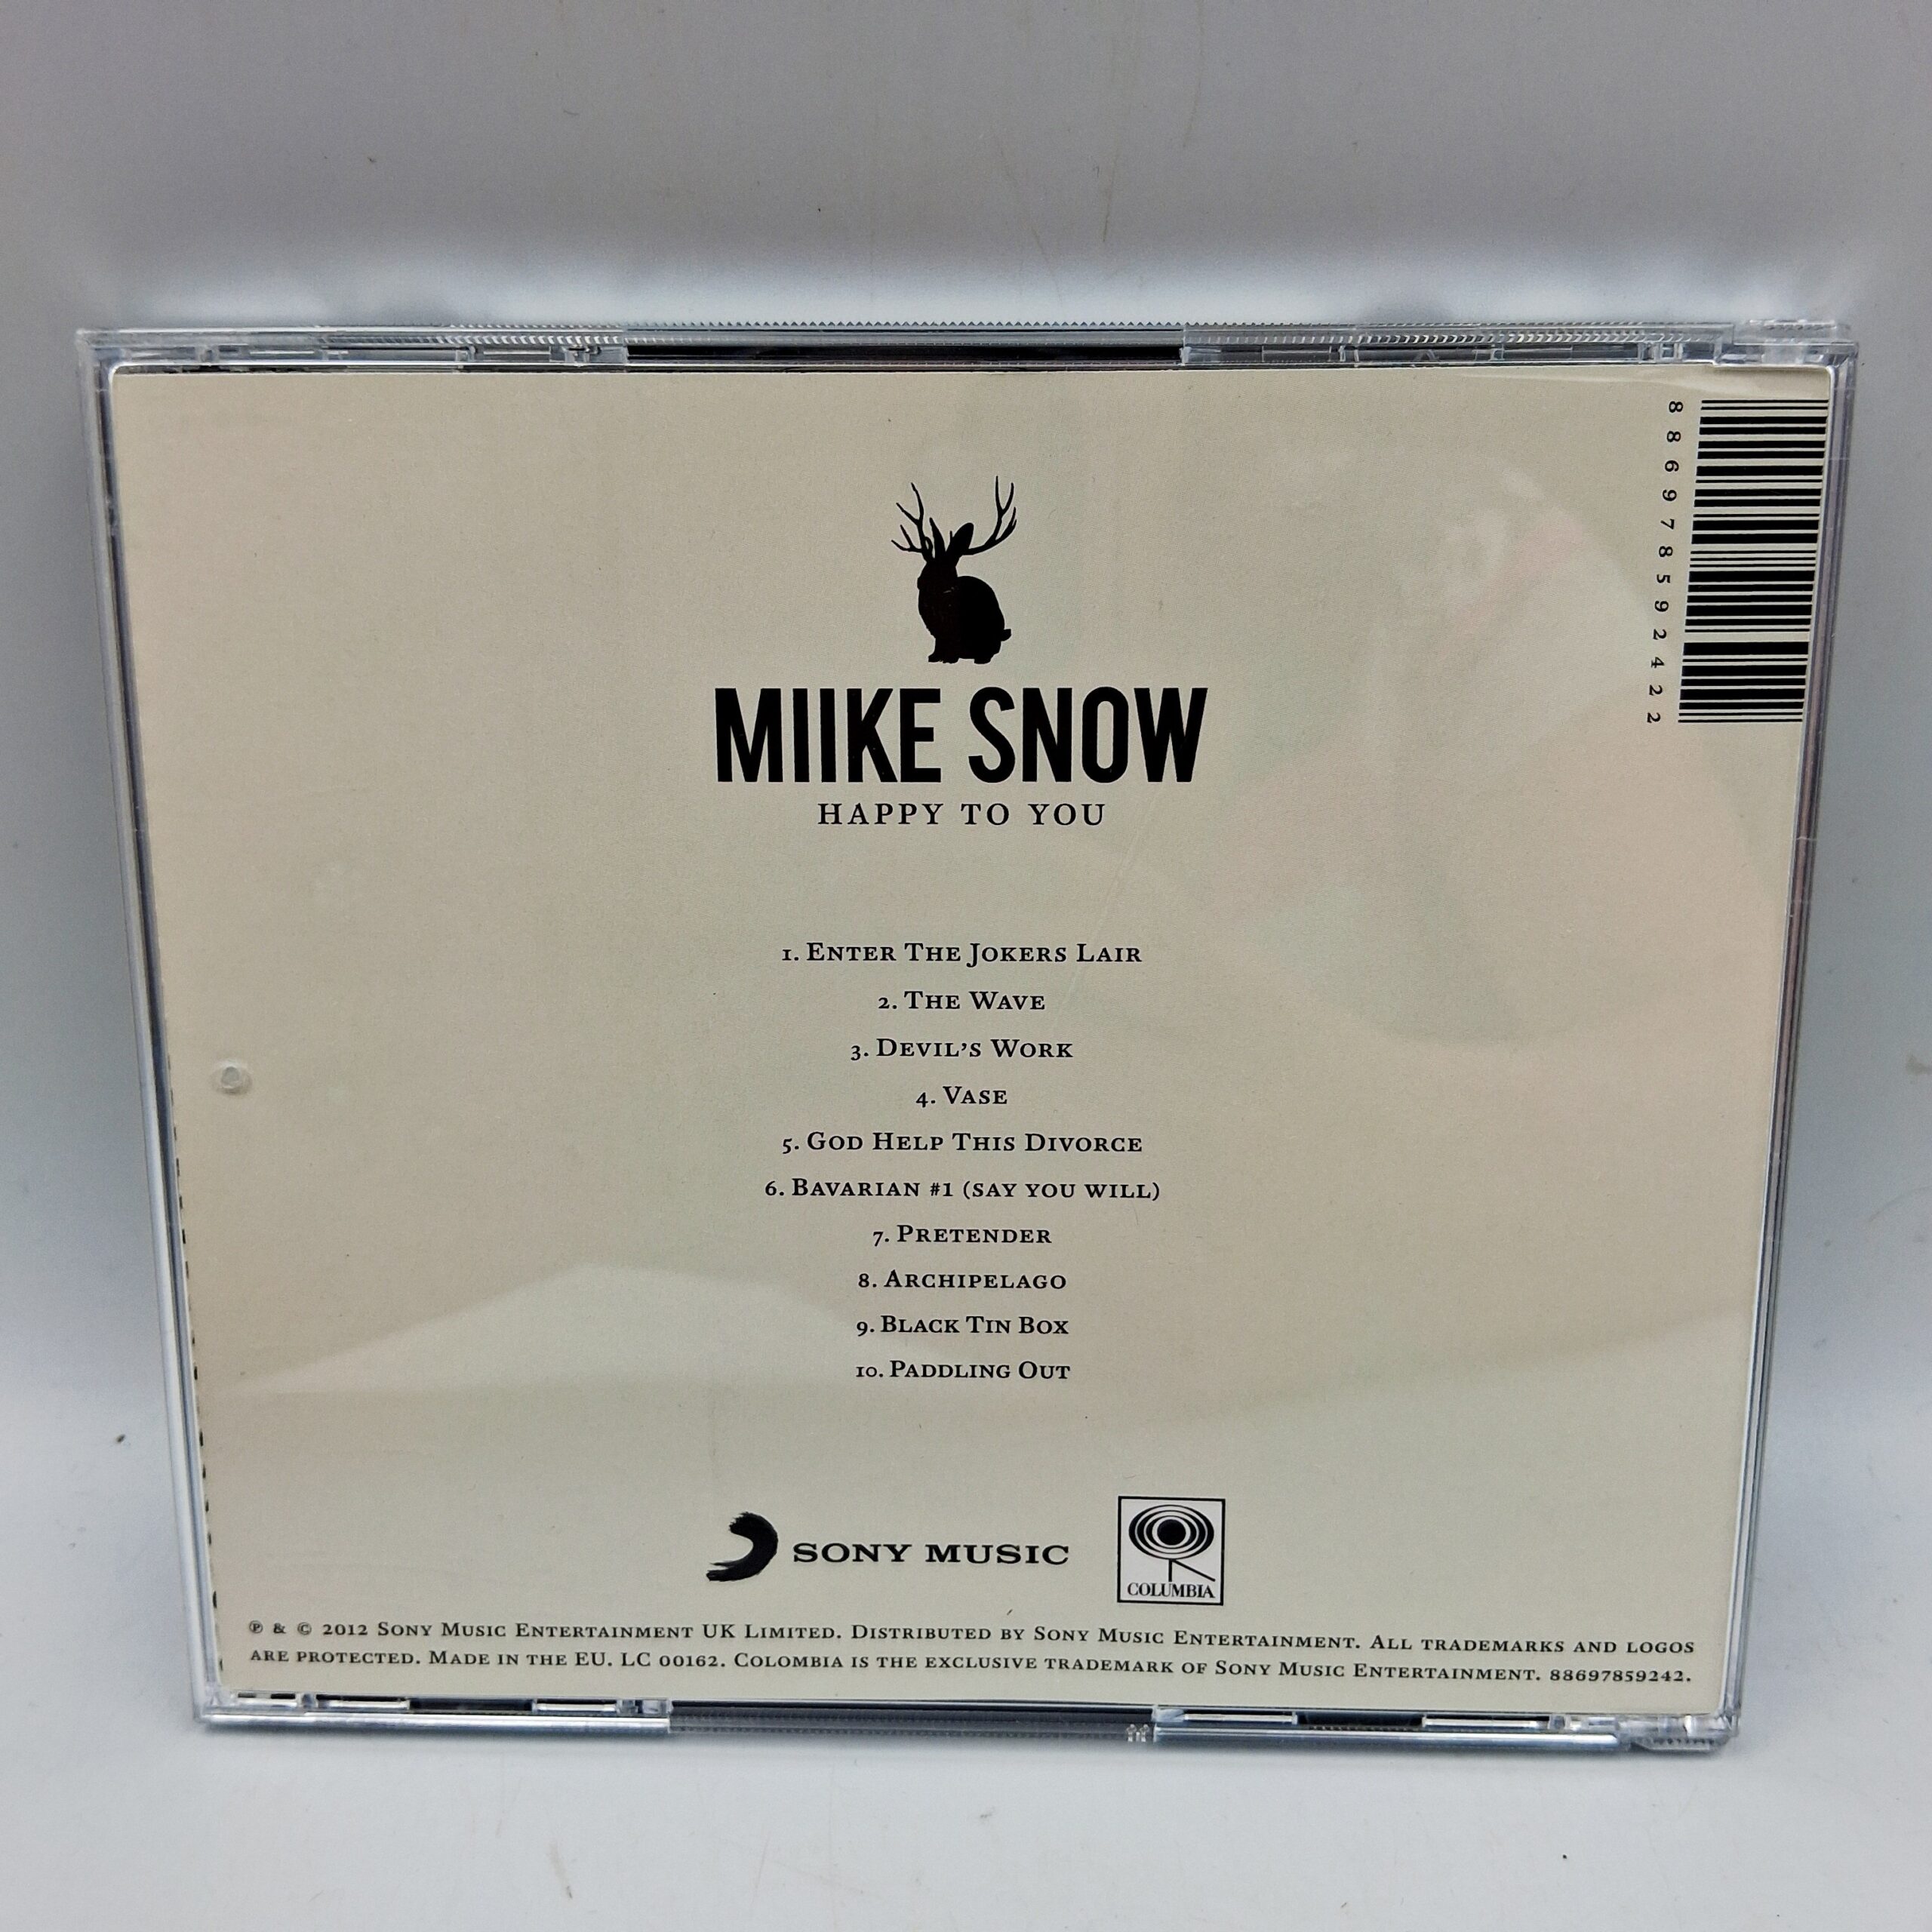 MIIKE SNOW
HAPPY TO YOU
1. ENTER THE JOKERS LAIR
2. THE WAVE
3. DEVIL'S WORK
4. VASE
5. GOD HELP THIS DIVORCE
6. BAVARIAN #1 (SAY YOU WILL)
7. PRETENDER
8. ARCHIPELAGO
9. BLACK TIN BOX
10. PADDLING OUT
SONY MUSIC
COLUMBIA
℗ & © 2012 SONY MUSIC ENTERTAINMENT UK LIMITED. DISTRIBUTED BY SONY MUSIC ENTERTAINMENT. ALL TRADEMARKS AND LOGOS
ARE PROTECTED. MADE IN THE EU. LC 00162. COLOMBIA IS THE EXCLUSIVE TRADEMARK OF SONY MUSIC ENTERTAINMENT. 88697859242.
886978592422